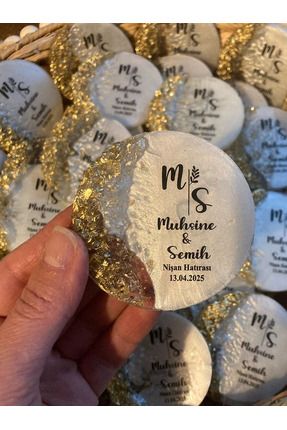 M S
Muhsine
&
Semih
Nişan Hatırası
13.04.2025